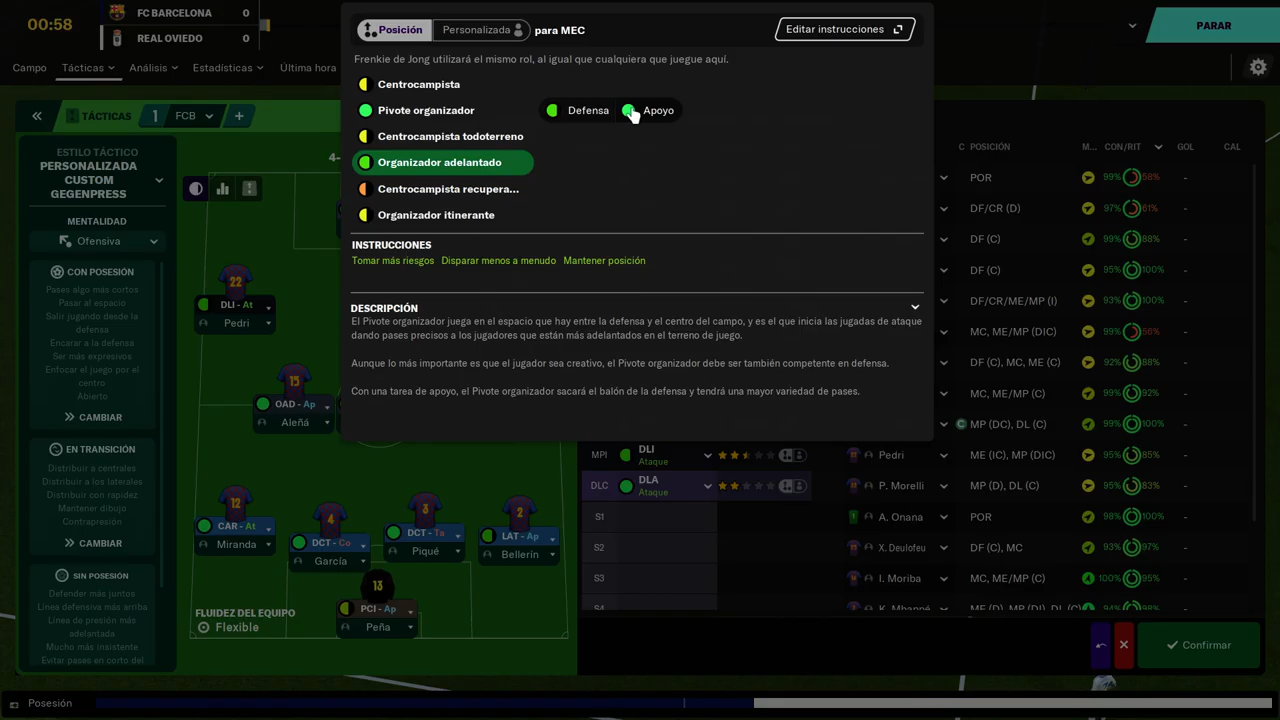 00:58
FC BARCELONA 0
REAL OVIEDO 0
PARAR
Campo
Tácticas
Análisis
Estadísticas
Última hora
TÁCTICAS
1
FCB
ESTILO TÁCTICO
PERSONALIZADA
CUSTOM
GEGENPRESS
MENTALIDAD
Ofensiva
CON POSESIÓN
Pases algo más cortos
Pasar al espacio
Salir jugando desde la
defensa
Encarar a la defensa
Ser más expresivos
Enfocar el juego por el
centro
Abierto
CAMBIAR
EN TRANSICIÓN
Distribuir a centrales
Distribuir a los laterales
Distribuir con rapidez
Mantener dibujo
Contrapresión
CAMBIAR
SIN POSESIÓN
Defender más juntos
Línea defensiva más arriba
Línea de presión más
adelantada
Mucho más insistente
Evitar pases en corto del
4-
22
DLI - At
Pedri
15
OAD - Ap
Aleñá
12
CAR - At
Miranda
4
DCT - Co
García
3
DCT - Ta
Piqué
2
LAT - Ap
Bellerín
13
PCI - Ap
Peña
FLUIDEZ DEL EQUIPO
Flexible
Posición
Personalizada
para MEC
Editar instrucciones
Frenkie de Jong utilizará el mismo rol, al igual que cualquiera que juegue aquí.
Centrocampista
Pivote organizador
Defensa
Apoyo
Centrocampista todoterreno
Organizador adelantado
Centrocampista recupera...
Organizador itinerante
INSTRUCCIONES
Tomar más riesgos Disparar menos a menudo Mantener posición
DESCRIPCIÓN
El Pivote organizador juega en el espacio que hay entre la defensa y el centro del campo, y es el que inicia las jugadas de ataque
dando pases precisos a los jugadores que están más adelantados en el terreno de juego.
Aunque lo más importante es que el jugador sea creativo, el Pivote organizador debe ser también competente en defensa.
Con una tarea de apoyo, el Pivote organizador sacará el balón de la defensa y tendrá una mayor variedad de pases.
C POSICIÓN M... CON/RIT GOL CAL
POR 99% 58% -
DF/CR (D) 97% 61% -
DF (C) 99% 88% -
DF (C) 95% 100% -
DF/CR/ME/MP (I) 93% 100% -
MC, ME/MP (DIC) 99% 56% -
DF (C), MC, ME (C) 92% 88% -
MC, ME/MP (C) 99% 92% -
C MP (DC), DL (C) 99% 100% -
MPI DLI Ataque Pedri ME (IC), MP (DIC) 95% 85% -
DLC DLA Ataque P. Morelli MP (D), DL (C) 95% 83% -
S1 A. Onana POR 98% 100% -
S2 X. Deulofeu DF (C), MC 93% 97% -
S3 I. Moriba MC, ME/MP (C) 100% 95% -
S4 K. Mbappé ME (D), MP (DI), DL (C) 94% 98% -
Confirmar
Posesión